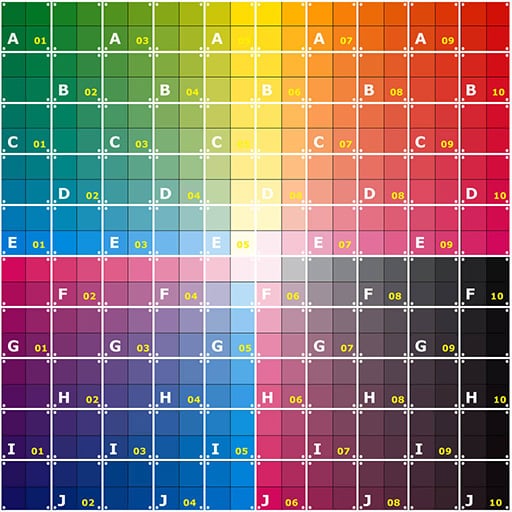 A 01 A 03 A 05 A 07 A 09
B 02 B 04 B 06 B 08 B 10
C 01 C 03 C 05 C 07 C 09
D 02 D 04 D 06 D 08 D 10
E 01 E 03 E 05 E 07 E 09
F 02 F 04 F 06 F 08 F 10
G 01 G 03 G 05 G 07 G 09
H 02 H 04 H 06 H 08 H 10
I 01 I 03 I 05 I 07 I 09
J 02 J 04 J 06 J 08 J 10